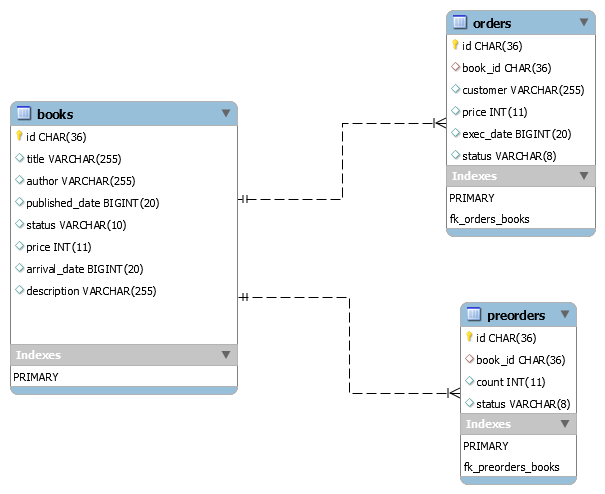 books
id CHAR(36)
title VARCHAR(255)
author VARCHAR(255)
published_date BIGINT(20)
status VARCHAR(10)
price INT(11)
arrival_date BIGINT(20)
description VARCHAR(255)
Indexes
PRIMARY
orders
id CHAR(36)
book_id CHAR(36)
customer VARCHAR(255)
price INT(11)
exec_date BIGINT(20)
status VARCHAR(8)
Indexes
PRIMARY
fk_orders_books
preorders
id CHAR(36)
book_id CHAR(36)
count INT(11)
status VARCHAR(8)
Indexes
PRIMARY
fk_preorders_books